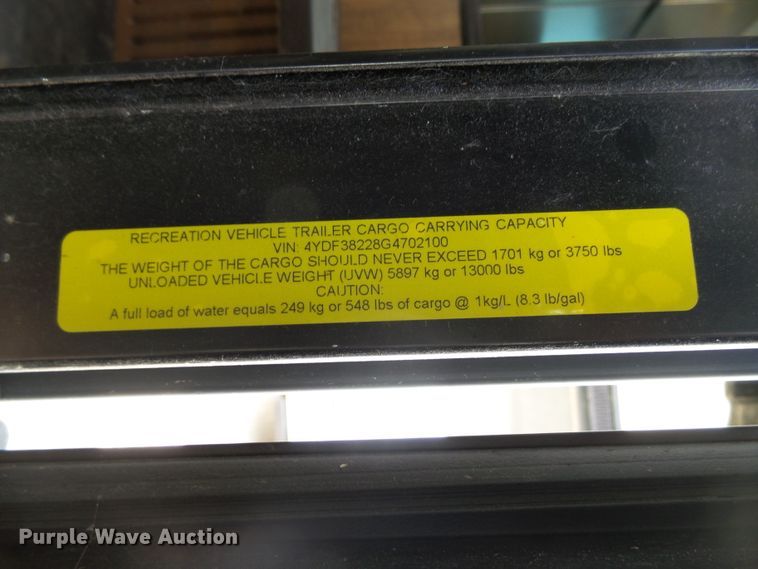 RECREATION VEHICLE TRAILER CARGO CARRYING CAPACITY
VIN: 4YDF38228G4702100
THE WEIGHT OF THE CARGO SHOULD NEVER EXCEED 1701 kg or 3750 lbs
UNLOADED VEHICLE WEIGHT (UVW) 5897 kg or 13000 lbs
CAUTION:
A full load of water equals 249 kg or 548 lbs of cargo @ 1kg/L (8.3 lb/gal)
Purple Wave Auction